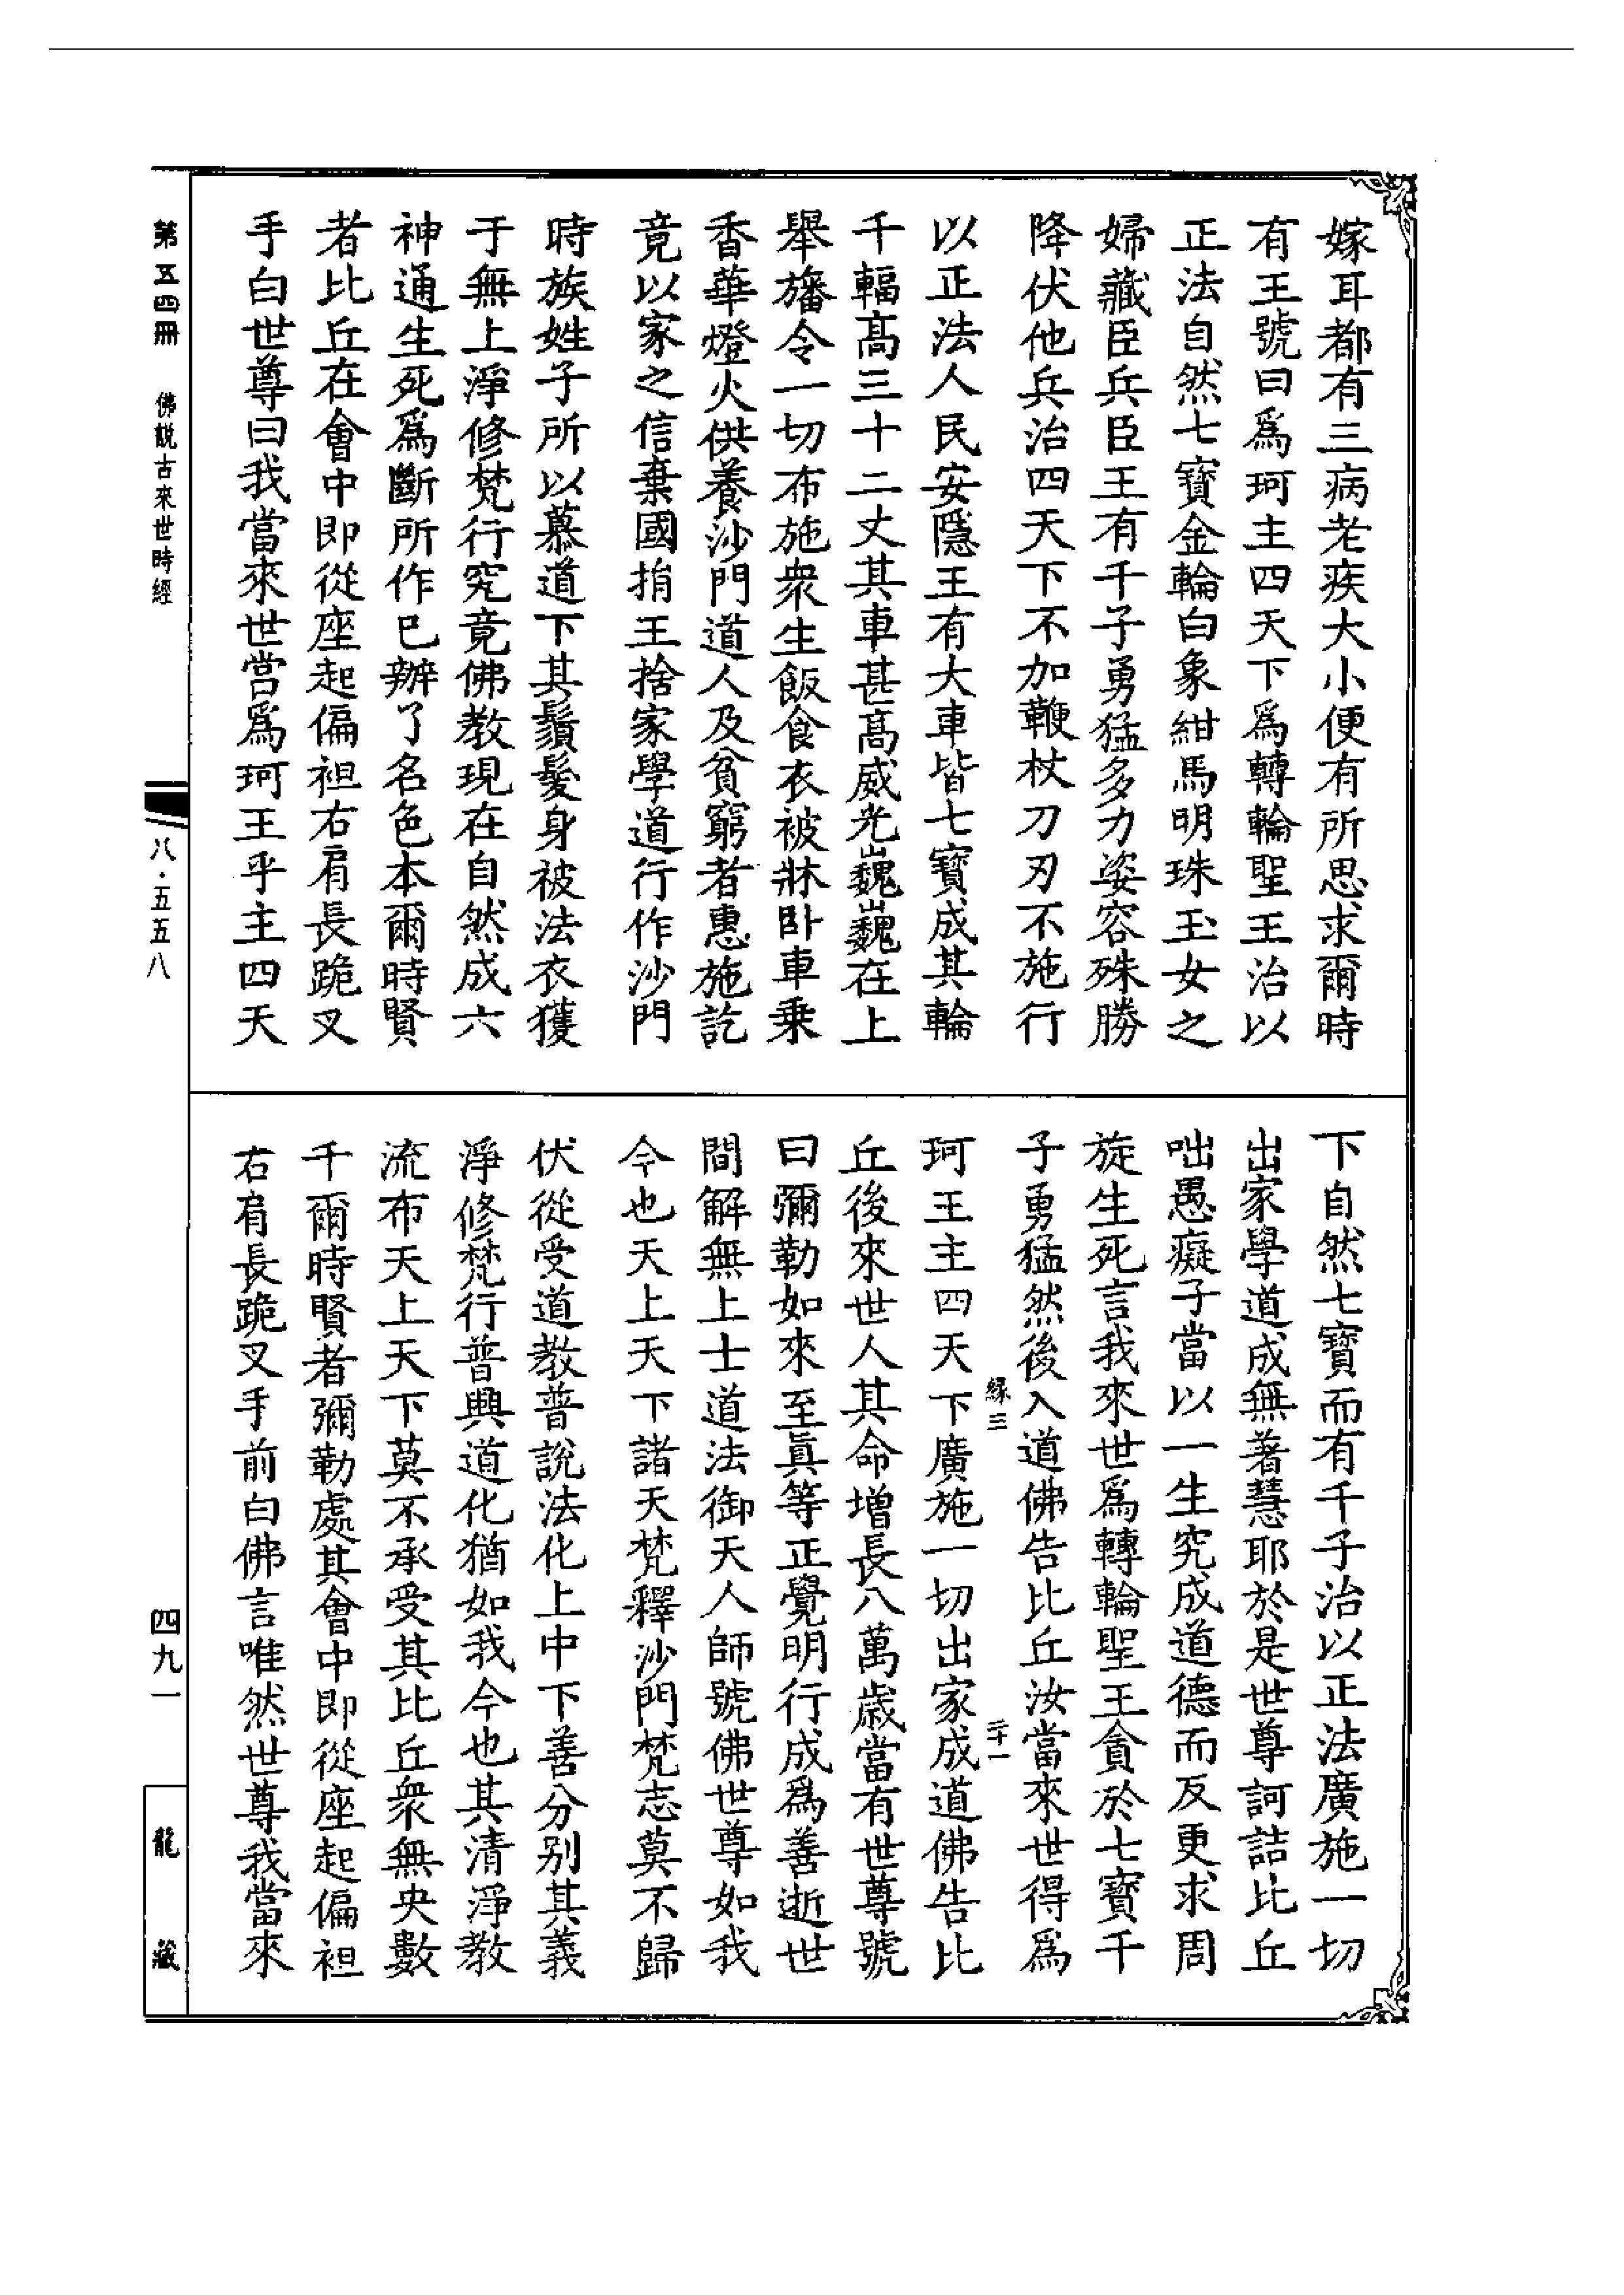 嫁耳都有三病老疾大小便有所思求爾時
有王號曰爲珂主四天下爲轉輪聖王治以
正法自然七寶金輪白象紺馬明珠玉女之
婦藏臣兵臣王有千子勇猛多力姿容殊勝
降伏他兵治四天下不加鞭杖刀刃不施行
以正法人民安隱王有大車皆七寶成其輪
千輻高三十二丈其車甚高威光巍巍在上
舉旛令一切布施衆生飯食衣被牀卧車乗
香華燈火供養沙門道人及貧窮者惠施訖
竟以家之信棄國捐王捨家學道行作沙門
時族姓子所以慕道下其鬚髮身被法衣獲
于無上淨修梵行究竟佛教現在自然成六
神通生死爲斷所作已辦了名色本爾時賢
者比丘在會中即從座起偏袒右肩長跪叉
手白世尊曰我當來世當爲珂王乎主四天
下自然七寶而有千子治以正法廣施一切
出家學道成無著慧耶於是世尊訶詰比丘
咄愚癡子當以一生究成道德而反更求周
旋生死言我來世爲轉輪聖王貪於七寶千
子勇猛然後入道佛告比丘汝當來世得爲
緣三
二十一
珂王主四天下廣施一切出家成道佛告比
丘後來世人其命增長八萬歲當有世尊號
曰彌勒如來至眞等正覺明行成爲善逝世
間解無上士道法御天人師號佛世尊如我
今也天上天下諸天梵釋沙門梵志莫不歸
伏從受道教普說法化上中下善分别其義
淨修梵行普興道化猶如我今也其清淨教
流布天上天下莫不承受其比丘衆無央數
千爾時賢者彌勒處其會中即從座起偏袒
右肩長跪叉手前白佛言唯然世尊我當來
第五四冊 佛説古來世時經
八·五五八
四九一
龍藏